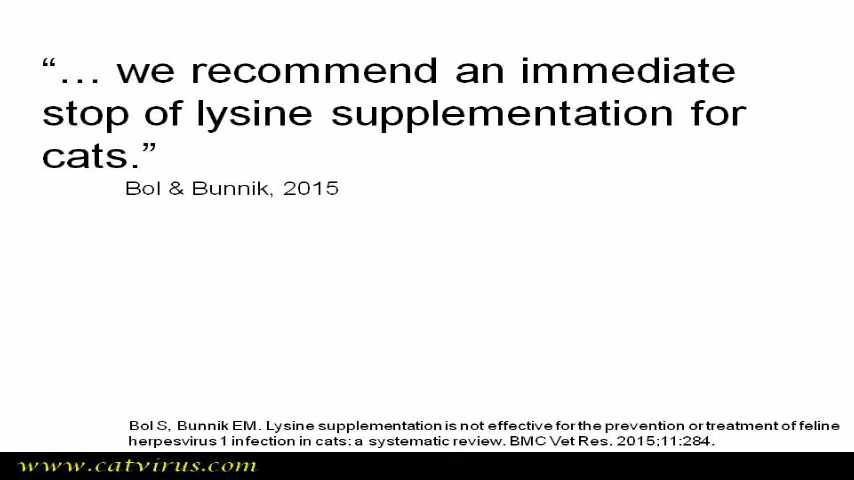 “… we recommend an immediate
stop of lysine supplementation for
cats.”
Bol & Bunnik, 2015
Bol S, Bunnik EM. Lysine supplementation is not effective for the prevention or treatment of feline
herpesvirus 1 infection in cats: a systematic review. BMC Vet Res. 2015;11:284.
www.catvirus.com